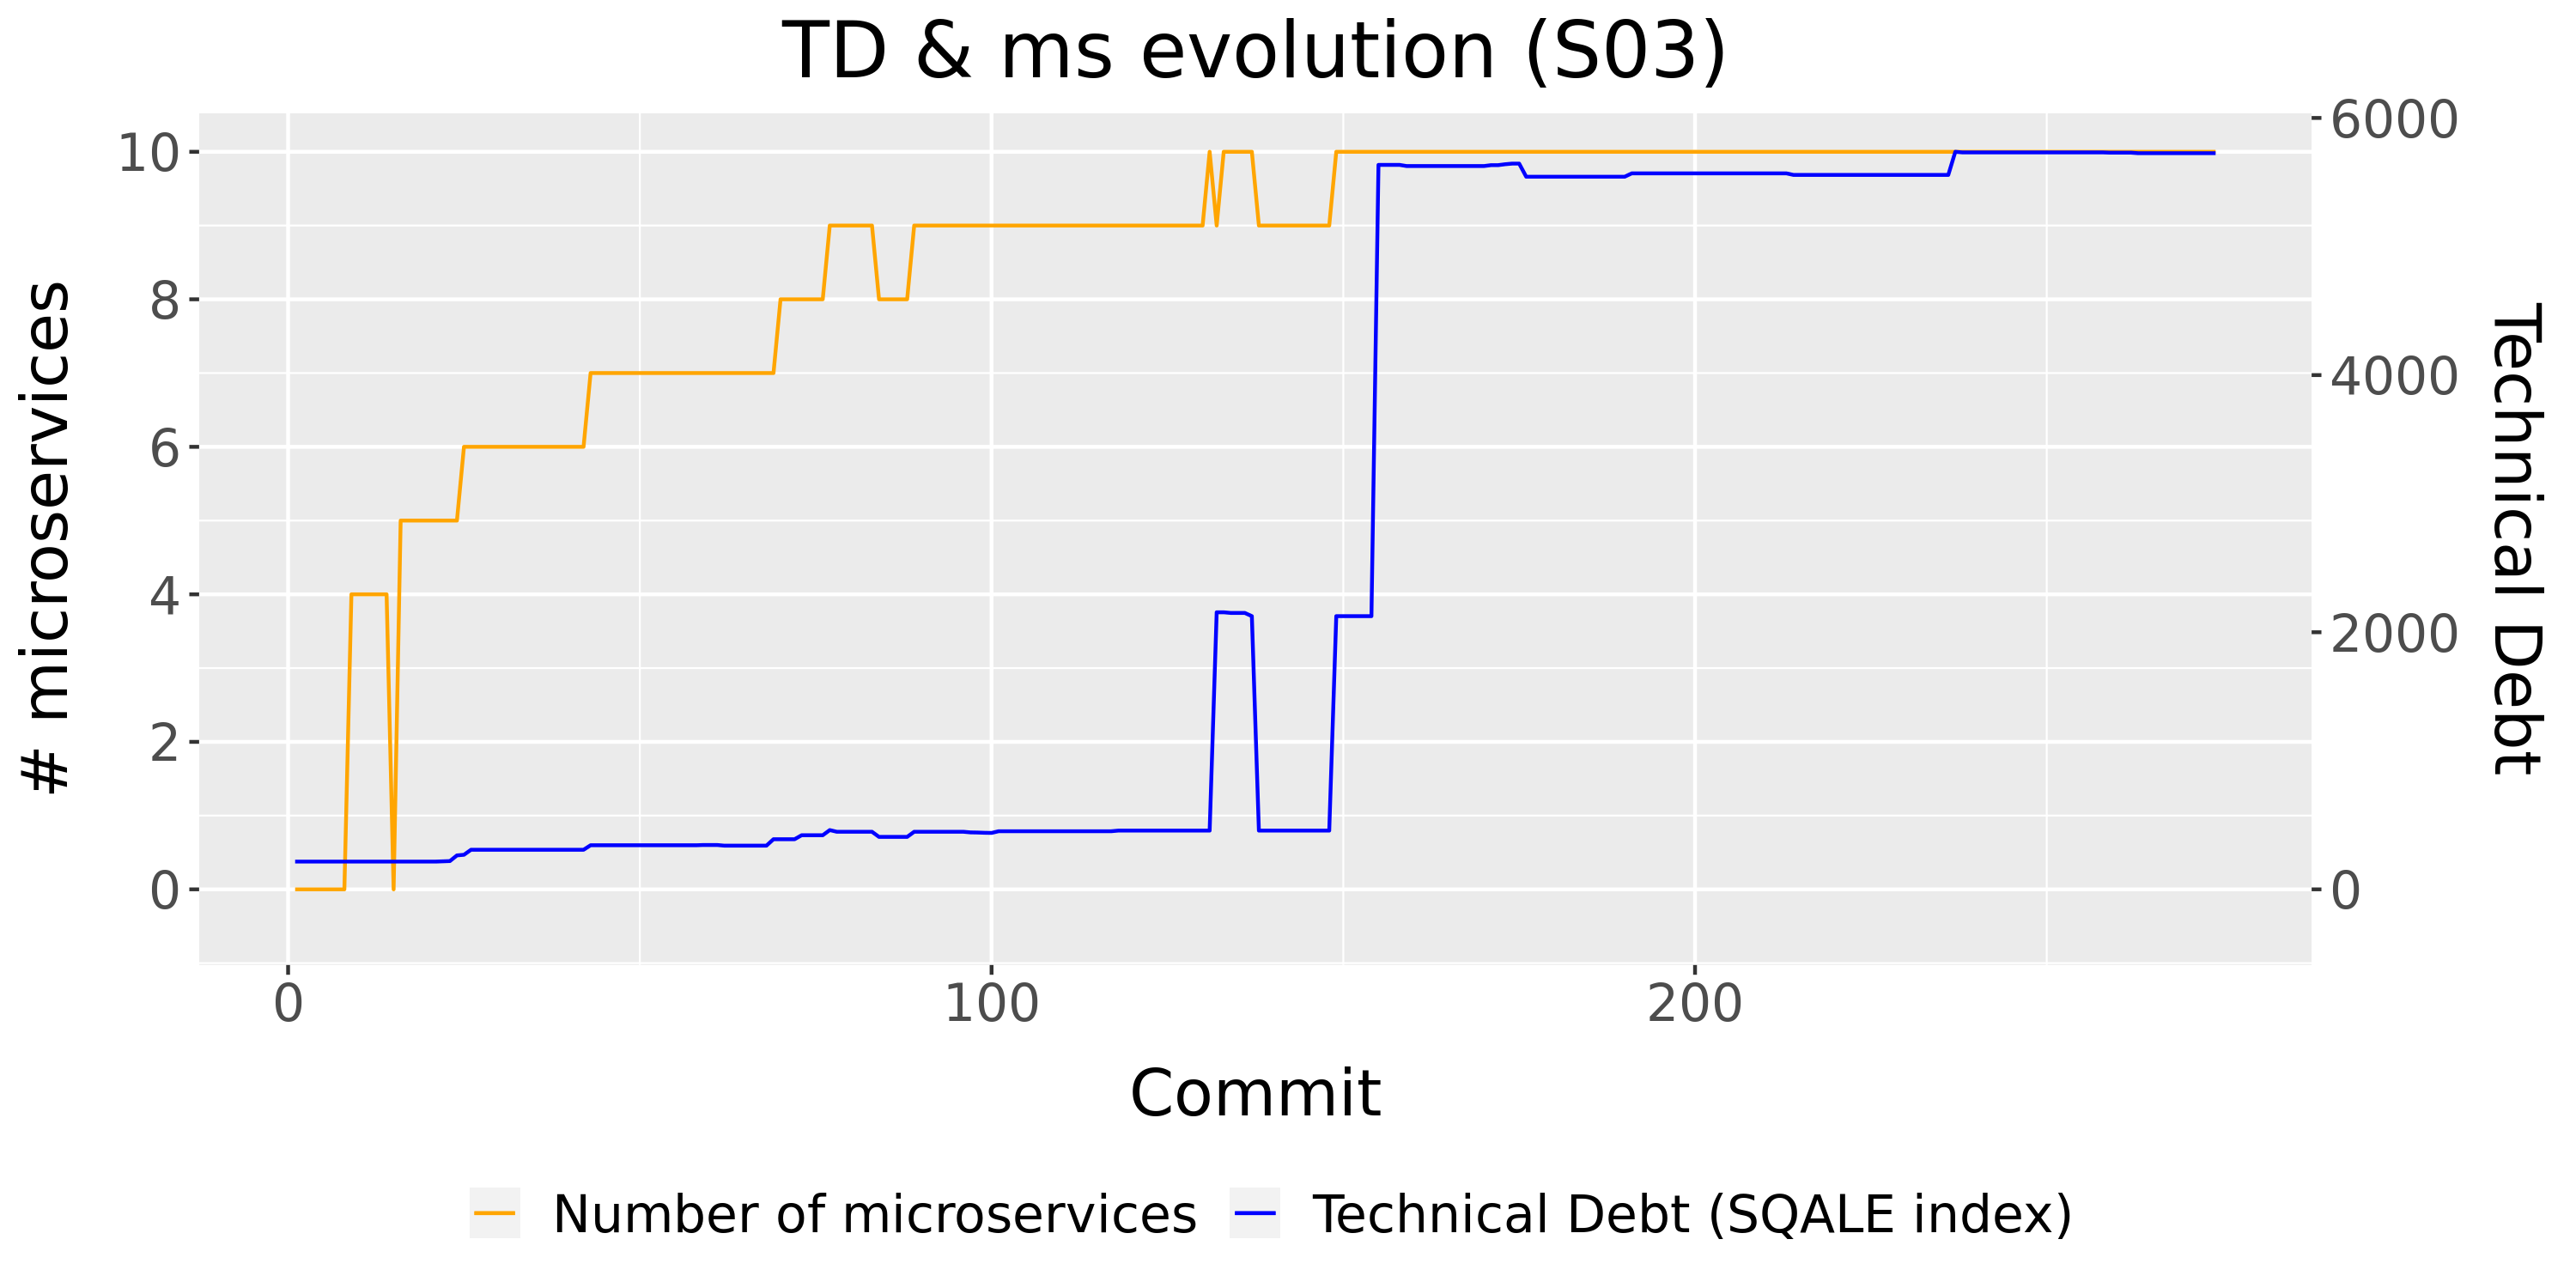 TD & ms evolution (S03)
# microservices
10
8
6
4
2
0
6000
4000
2000
0
Technical Debt
0 100 200
Commit
Number of microservices Technical Debt (SQALE index)